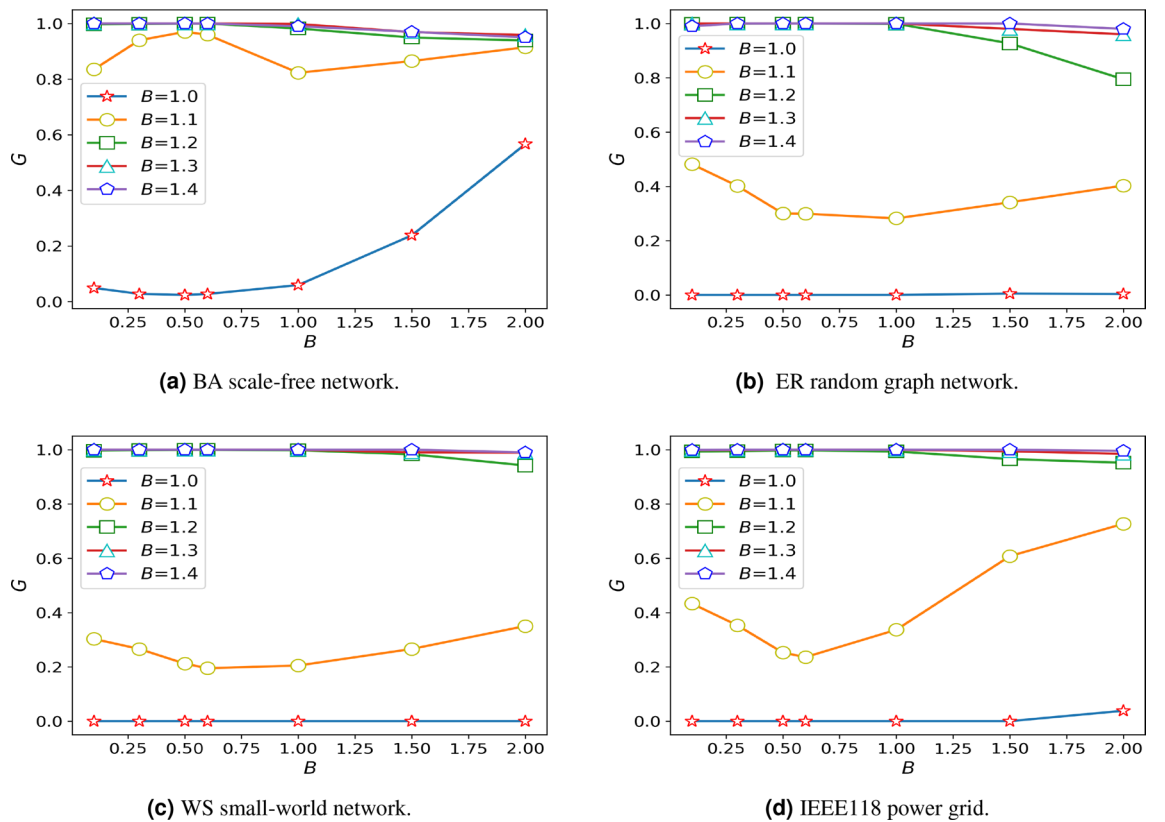 1.0
0.8
0.6
0.4
0.2
0.0
G
B=1.0
B=1.1
B=1.2
B=1.3
B=1.4
0.25 0.50 0.75 1.00 1.25 1.50 1.75 2.00
B
(a) BA scale-free network.
1.0
0.8
0.6
0.4
0.2
0.0
G
B=1.0
B=1.1
B=1.2
B=1.3
B=1.4
0.25 0.50 0.75 1.00 1.25 1.50 1.75 2.00
B
(b) ER random graph network.
1.0
0.8
0.6
0.4
0.2
0.0
G
B=1.0
B=1.1
B=1.2
B=1.3
B=1.4
0.25 0.50 0.75 1.00 1.25 1.50 1.75 2.00
B
(c) WS small-world network.
1.0
0.8
0.6
0.4
0.2
0.0
G
B=1.0
B=1.1
B=1.2
B=1.3
B=1.4
0.25 0.50 0.75 1.00 1.25 1.50 1.75 2.00
B
(d) IEEE118 power grid.